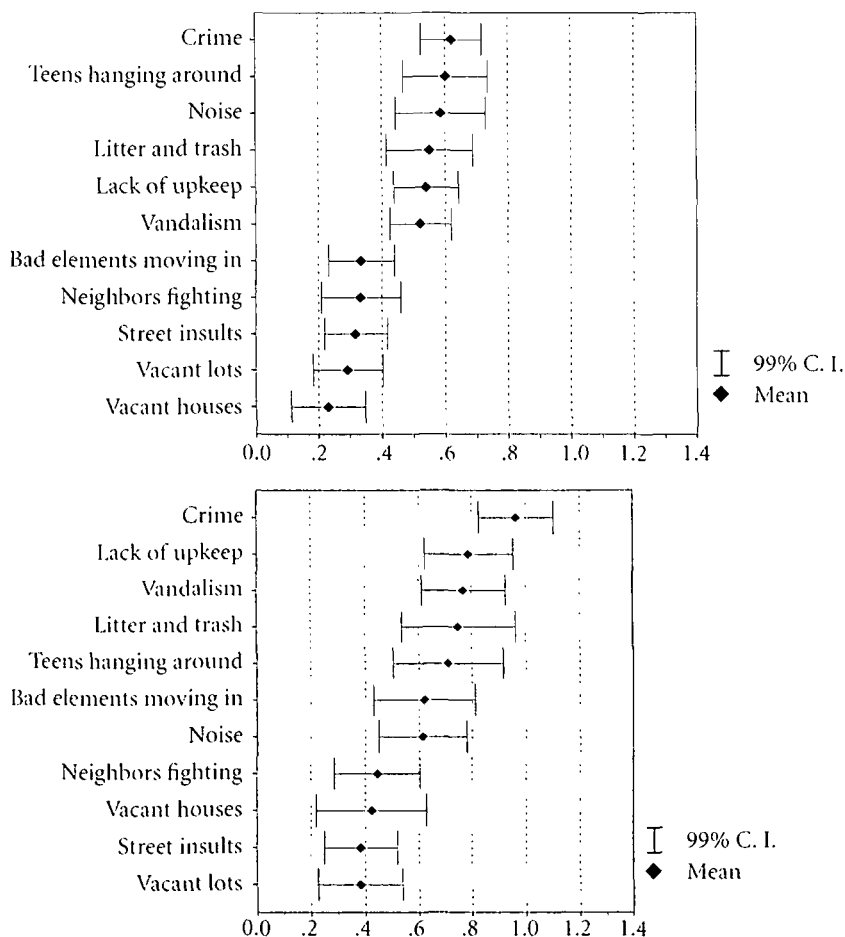 Crime
Teens hanging around
Noise
Litter and trash
Lack of upkeep
Vandalism
Bad elements moving in
Neighbors fighting
Street insults
Vacant lots
Vacant houses
99% C. I.
Mean
0.0 .2 .4 .6 .8 1.0 1.2 1.4
Crime
Lack of upkeep
Vandalism
Litter and trash
Teens hanging around
Bad elements moving in
Noise
Neighbors fighting
Vacant houses
Street insults
Vacant lots
99% C. I.
Mean
0.0 .2 .4 .6 .8 1.0 1.2 1.4